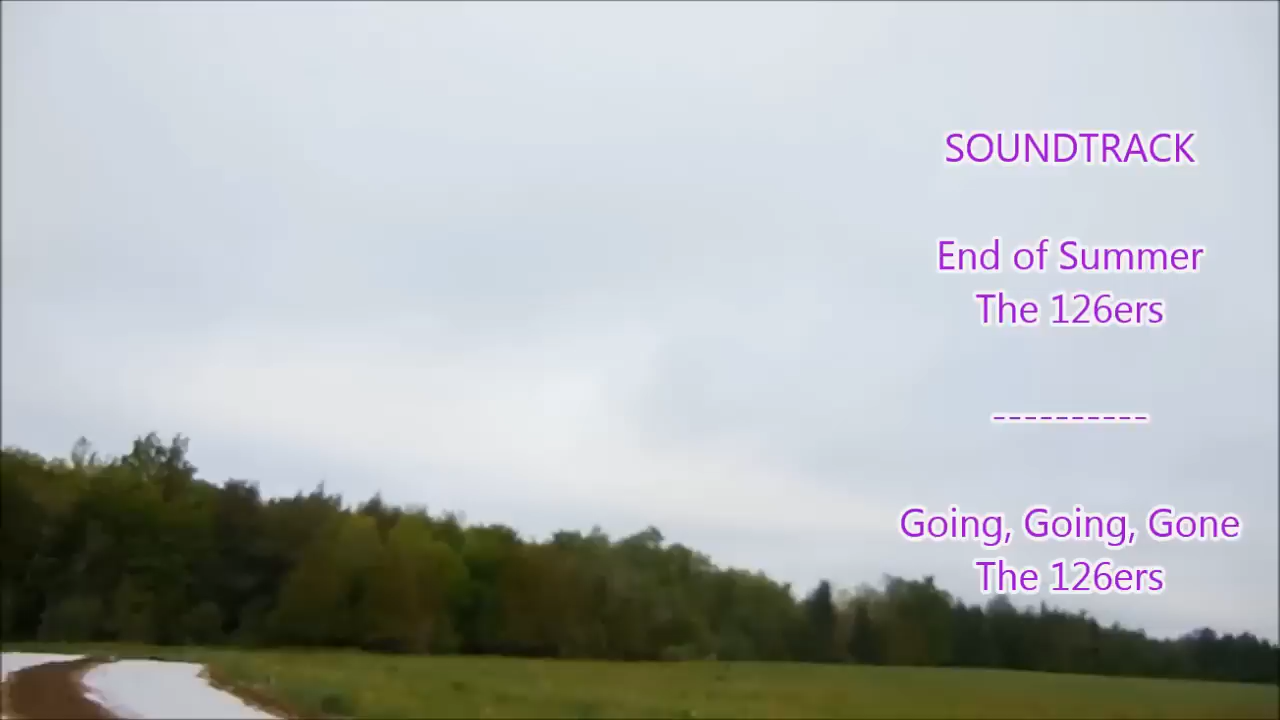 SOUNDTRACK
End of Summer
The 126ers
----------
Going, Going, Gone
The 126ers